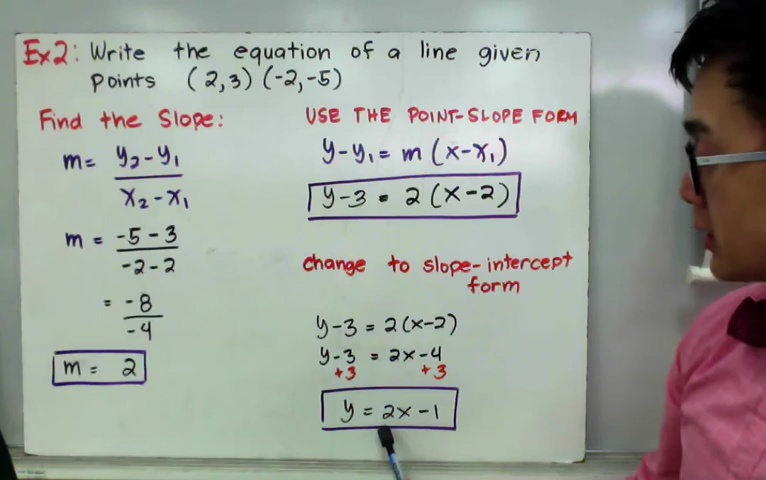 Ex2: Write the equation of a line given
points (2,3) (-2,-5)
Find the Slope:
m= y₂-y₁
x₂-x₁
m = -5-3
-2-2
= -8
-4
m = 2
USE THE POINT-SLOPE FORM
y-y₁= m (x-x₁)
y-3 = 2 (x-2)
change to slope-intercept
form
y-3 = 2(x-2)
y-3 = 2x-4
+3 +3
y = 2x-1